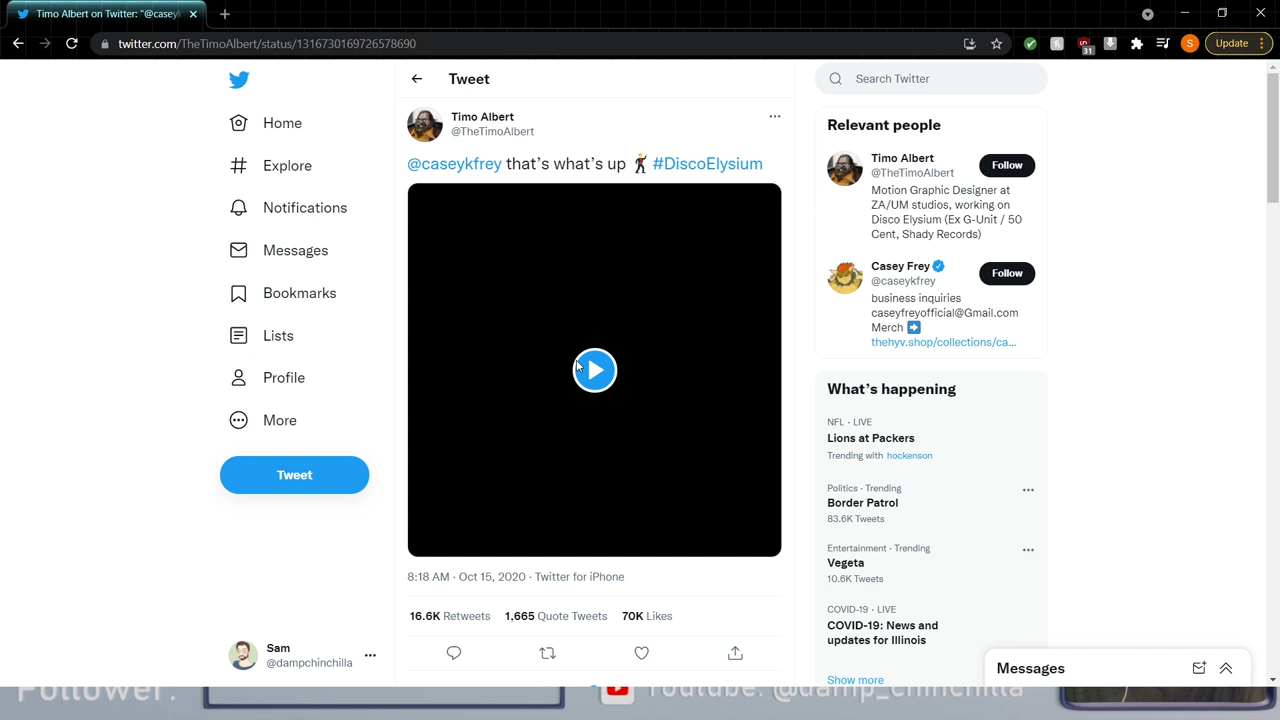 Timo Albert on Twitter: "@caseyk
twitter.com/TheTimoAlbert/status/1316730169726578690
31
S
Update
Home
Explore
Notifications
Messages
Bookmarks
Lists
Profile
More
Tweet
Sam
@dampchinchilla
Tweet
Timo Albert
@TheTimoAlbert
@caseykfrey that's what's up #DiscoElysium
8:18 AM · Oct 15, 2020 · Twitter for iPhone
16.6K Retweets 1,665 Quote Tweets 70K Likes
Search Twitter
Relevant people
Timo Albert
@TheTimoAlbert
Follow
Motion Graphic Designer at
ZA/UM studios, working on
Disco Elysium (Ex G-Unit / 50
Cent, Shady Records)
Casey Frey
@caseykfrey
Follow
business inquiries
caseyfreyofficial@Gmail.com
Merch
thehyv.shop/collections/ca...
What's happening
NFL · LIVE
Lions at Packers
Trending with hockenson
Politics · Trending
Border Patrol
83.6K Tweets
Entertainment · Trending
Vegeta
10.6K Tweets
COVID-19 · LIVE
COVID-19: News and
updates for Illinois
Show more
Messages
Follower:
Youtube: @damp_chinchilla